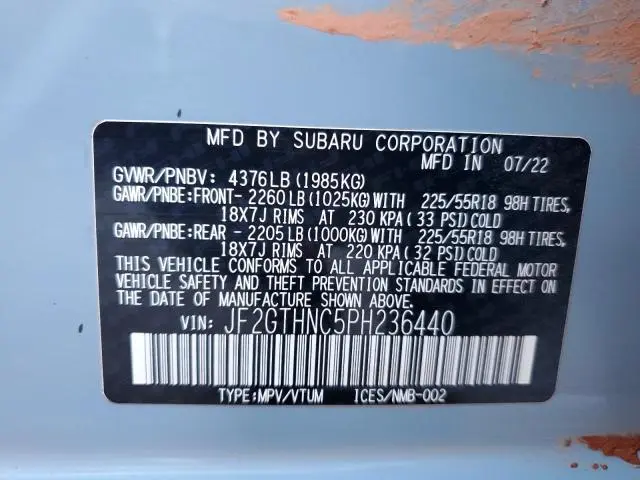 MFD BY SUBARU CORPORATION
MFD IN 07/22
GVWR/PNBV: 4376LB (1985KG)
GAWR/PNBE:FRONT- 2260 LB (1025KG) WITH 225/55R18 98H TIRES,
18X7J RIMS AT 230 KPA ( 33 PSI) COLD
GAWR/PNBE:REAR - 2205 LB (1000KG) WITH 225/55R18 98H TIRES,
18X7J RIMS AT 220 KPA ( 32 PSI) COLD
THIS VEHICLE CONFORMS TO ALL APPLICABLE FEDERAL MOTOR
VEHICLE SAFETY AND THEFT PREVENTION STANDARDS IN EFFECT ON
THE DATE OF MANUFACTURE SHOWN ABOVE.
VIN: JF2GTHNC5PH236440
TYPE:MPV/VTUM ICES/NMB-002